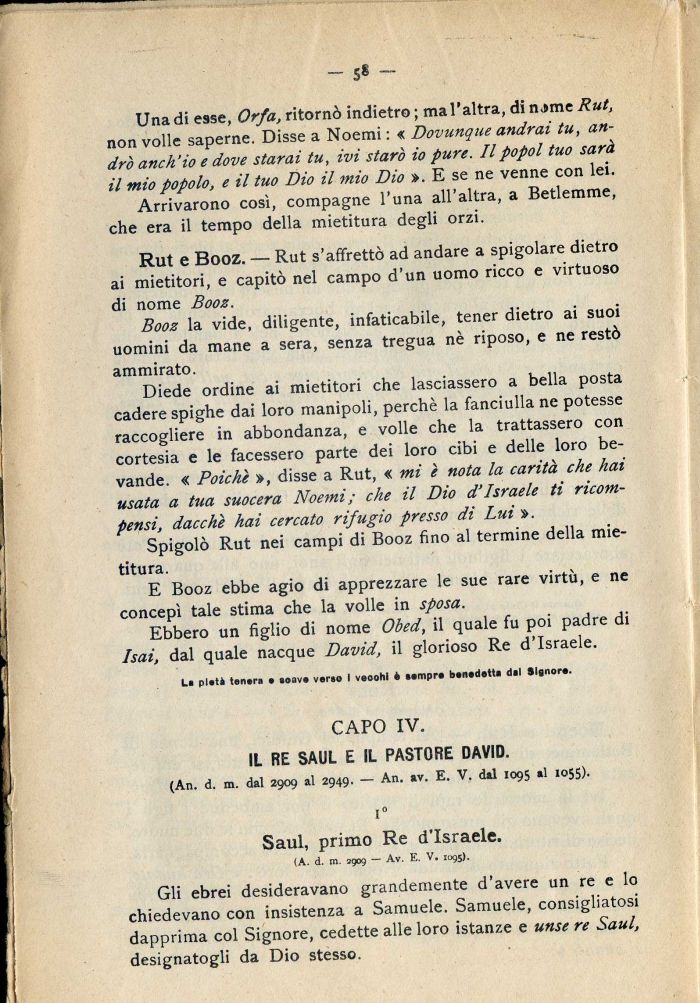 — 58 —
Una di esse, Orfa, ritornò indietro; ma l'altra, di nome Rut,
non volle saperne. Disse a Noemi: « Dovunque andrai tu, an-
drò anch'io e dove starai tu, ivi starò io pure. Il popol tuo sarà
il mio popolo, e il tuo Dio il mio Dio ». E se ne venne con lei.
Arrivarono così, compagne l'una all'altra, a Betlemme,
che era il tempo della mietitura degli orzi.
Rut e Booz. — Rut s'affrettò ad andare a spigolare dietro
ai mietitori, e capitò nel campo d'un uomo ricco e virtuoso
di nome Booz.
Booz la vide, diligente, infaticabile, tener dietro ai suoi
uomini da mane a sera, senza tregua nè riposo, e ne restò
ammirato.
Diede ordine ai mietitori che lasciassero a bella posta
cadere spighe dai loro manipoli, perchè la fanciulla ne potesse
raccogliere in abbondanza, e volle che la trattassero con
cortesia e le facessero parte dei loro cibi e delle loro be-
vande. « Poichè », disse a Rut, « mi è nota la carità che hai
usata a tua suocera Noemi; che il Dio d'Israele ti ricom-
pensi, dacchè hai cercato rifugio presso di Lui ».
Spigolò Rut nei campi di Booz fino al termine della mie-
titura.
E Booz ebbe agio di apprezzare le sue rare virtù, e ne
concepì tale stima che la volle in sposa.
Ebbero un figlio di nome Obed, il quale fu poi padre di
Isai, dal quale nacque David, il glorioso Re d'Israele.
La pietà tenera e soave verso i vecchi è sempre benedetta dal Signore.
CAPO IV.
IL RE SAUL E IL PASTORE DAVID.
(An. d. m. dal 2909 al 2949. — An. av. E. V. dal 1095 al 1055).
I°
Saul, primo Re d'Israele.
(A. d. m. 2909 — Av. E. V. 1095).
Gli ebrei desideravano grandemente d'avere un re e lo
chiedevano con insistenza a Samuele. Samuele, consigliatosi
dapprima col Signore, cedette alle loro istanze e unse re Saul,
designatogli da Dio stesso.